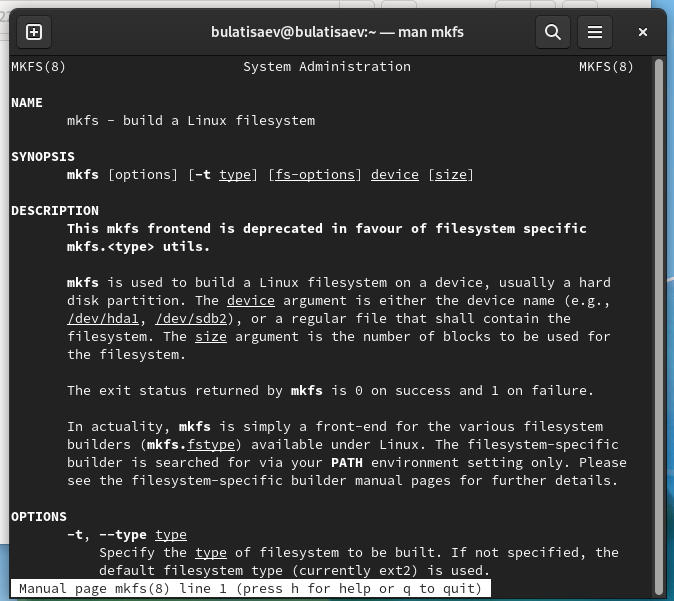 bulatisaev@bulatisaev:~ — man mkfs
MKFS(8) System Administration MKFS(8)
NAME
mkfs - build a Linux filesystem
SYNOPSIS
mkfs [options] [-t type] [fs-options] device [size]
DESCRIPTION
This mkfs frontend is deprecated in favour of filesystem specific
mkfs.<type> utils.
mkfs is used to build a Linux filesystem on a device, usually a hard
disk partition. The device argument is either the device name (e.g.,
/dev/hda1, /dev/sdb2), or a regular file that shall contain the
filesystem. The size argument is the number of blocks to be used for
the filesystem.
The exit status returned by mkfs is 0 on success and 1 on failure.
In actuality, mkfs is simply a front-end for the various filesystem
builders (mkfs.fstype) available under Linux. The filesystem-specific
builder is searched for via your PATH environment setting only. Please
see the filesystem-specific builder manual pages for further details.
OPTIONS
-t, --type type
Specify the type of filesystem to be built. If not specified, the
default filesystem type (currently ext2) is used.
Manual page mkfs(8) line 1 (press h for help or q to quit)